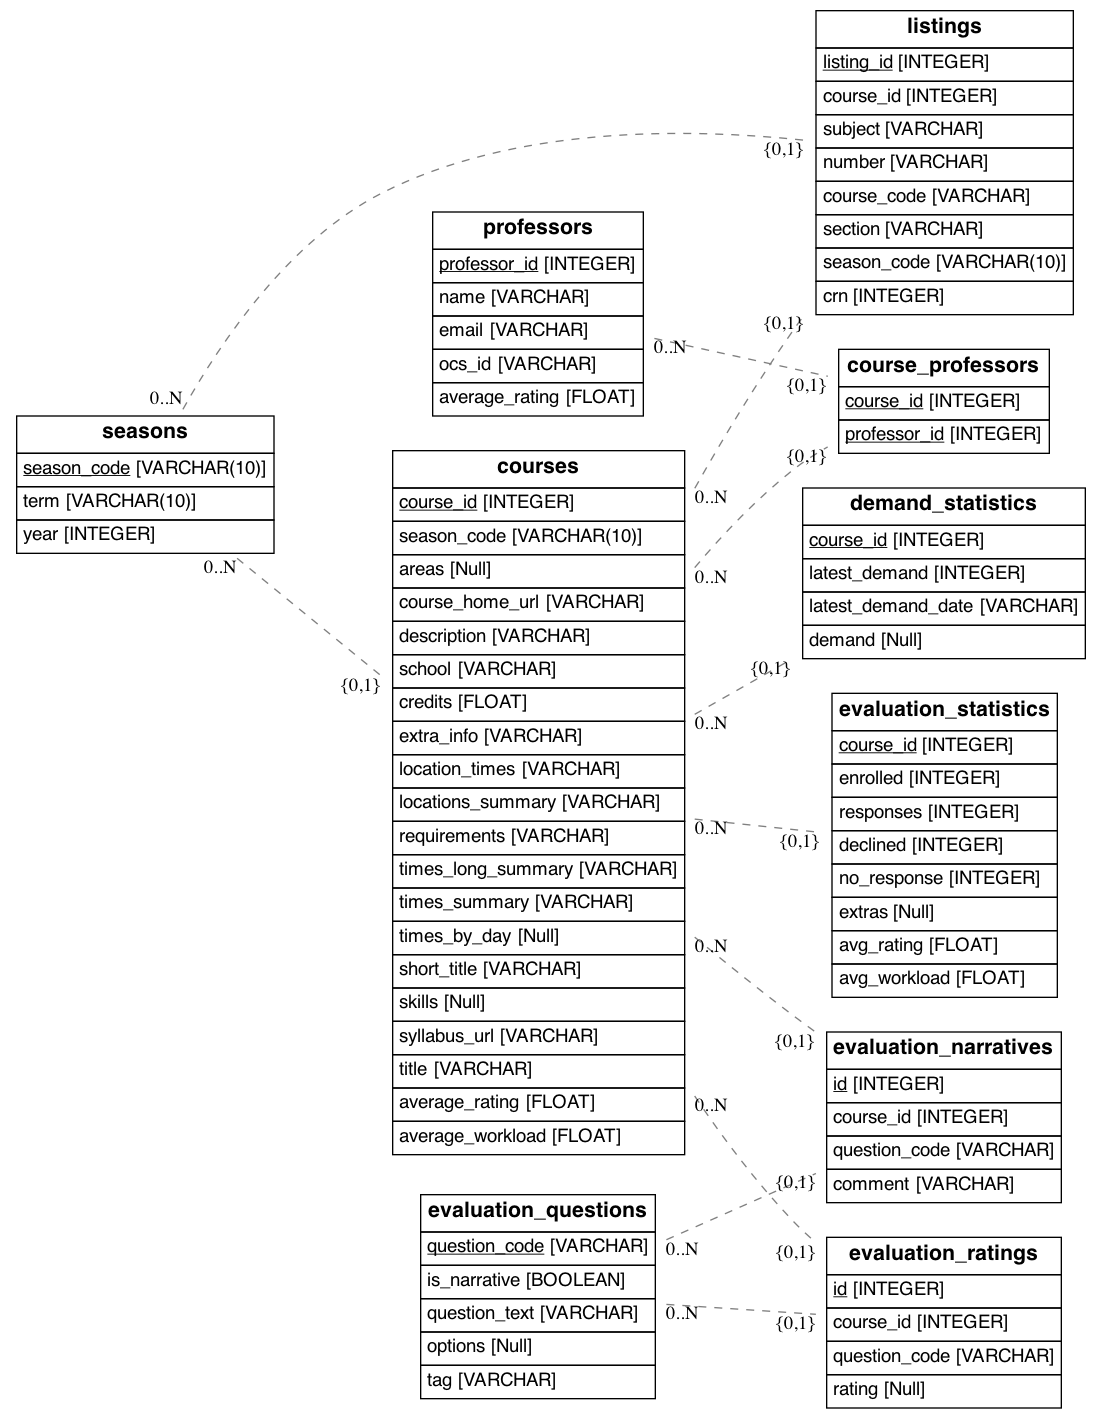 listings
listing_id [INTEGER]
course_id [INTEGER]
subject [VARCHAR]
number [VARCHAR]
course_code [VARCHAR]
section [VARCHAR]
season_code [VARCHAR(10)]
crn [INTEGER]
{0,1}
0..N
professors
professor_id [INTEGER]
name [VARCHAR]
email [VARCHAR]
ocs_id [VARCHAR]
average_rating [FLOAT]
{0,1}
0..N
{0,1}
course_professors
course_id [INTEGER]
professor_id [INTEGER]
{0,1}
seasons
season_code [VARCHAR(10)]
term [VARCHAR(10)]
year [INTEGER]
0..N
{0,1}
courses
course_id [INTEGER]
season_code [VARCHAR(10)]
areas [Null]
course_home_url [VARCHAR]
description [VARCHAR]
school [VARCHAR]
credits [FLOAT]
extra_info [VARCHAR]
location_times [VARCHAR]
locations_summary [VARCHAR]
requirements [VARCHAR]
times_long_summary [VARCHAR]
times_summary [VARCHAR]
times_by_day [Null]
short_title [VARCHAR]
skills [Null]
syllabus_url [VARCHAR]
title [VARCHAR]
average_rating [FLOAT]
average_workload [FLOAT]
0..N
0..N
{0,1}
0..N
0..N
{0,1}
0..N
{0,1}
0..N
demand_statistics
course_id [INTEGER]
latest_demand [INTEGER]
latest_demand_date [VARCHAR]
demand [Null]
evaluation_statistics
course_id [INTEGER]
enrolled [INTEGER]
responses [INTEGER]
declined [INTEGER]
no_response [INTEGER]
extras [Null]
avg_rating [FLOAT]
avg_workload [FLOAT]
evaluation_narratives
id [INTEGER]
course_id [INTEGER]
question_code [VARCHAR]
comment [VARCHAR]
{0,1}
evaluation_questions
question_code [VARCHAR]
is_narrative [BOOLEAN]
question_text [VARCHAR]
options [Null]
tag [VARCHAR]
0..N
{0,1}
0..N
{0,1}
evaluation_ratings
id [INTEGER]
course_id [INTEGER]
question_code [VARCHAR]
rating [Null]